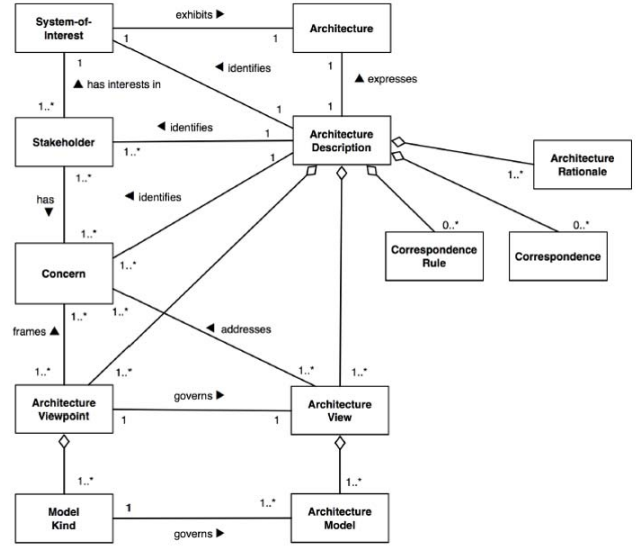 System-of-
Interest
exhibits ▶
Architecture
1
1
1
1
◀ identifies
▲ has interests in
▲ expresses
1..*
1
1
Stakeholder
◀ identifies
1
Architecture
Description
1..*
1
1..*
Architecture
Rationale
1..*
has
▼
◀ identifies
1..*
0..*
0..*
Concern
1..*
Correspondence
Rule
Correspondence
1..*
1..*
frames ▲
◀ addresses
1..*
1..*
1..*
1..*
Architecture
Viewpoint
governs ▶
Architecture
View
1
1
1..*
1..*
Model
Kind
1
1..*
Architecture
Model
governs ▶